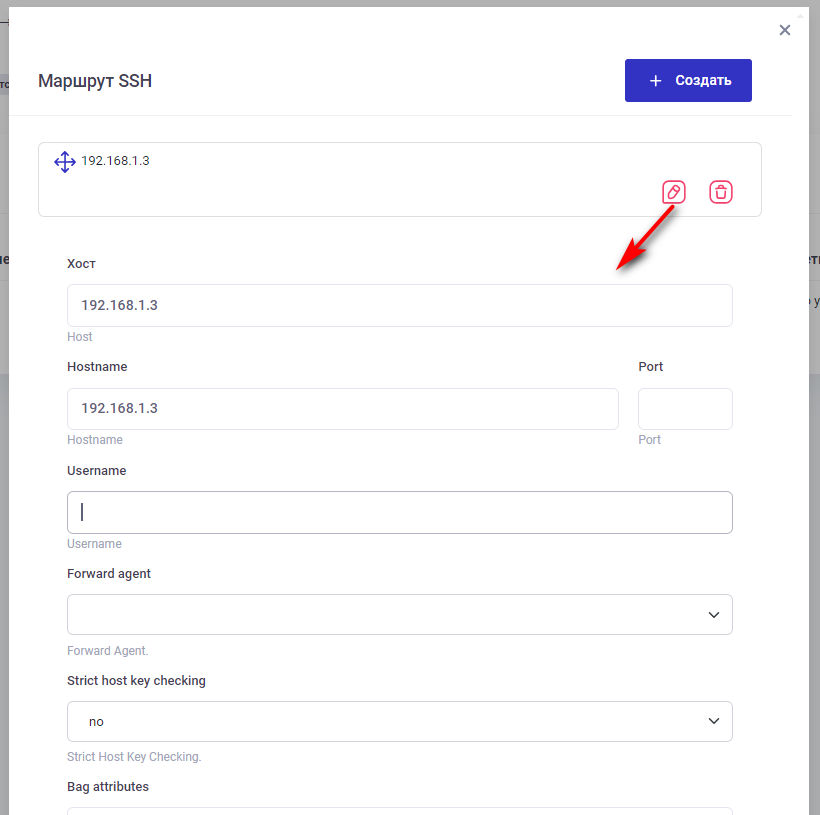 Маршрут SSH
Создать
192.168.1.3
Хост
192.168.1.3
Host
Hostname Port
192.168.1.3
Hostname Port
Username
Username
Forward agent
Forward Agent.
Strict host key checking
no
Strict Host Key Checking.
Bag attributes